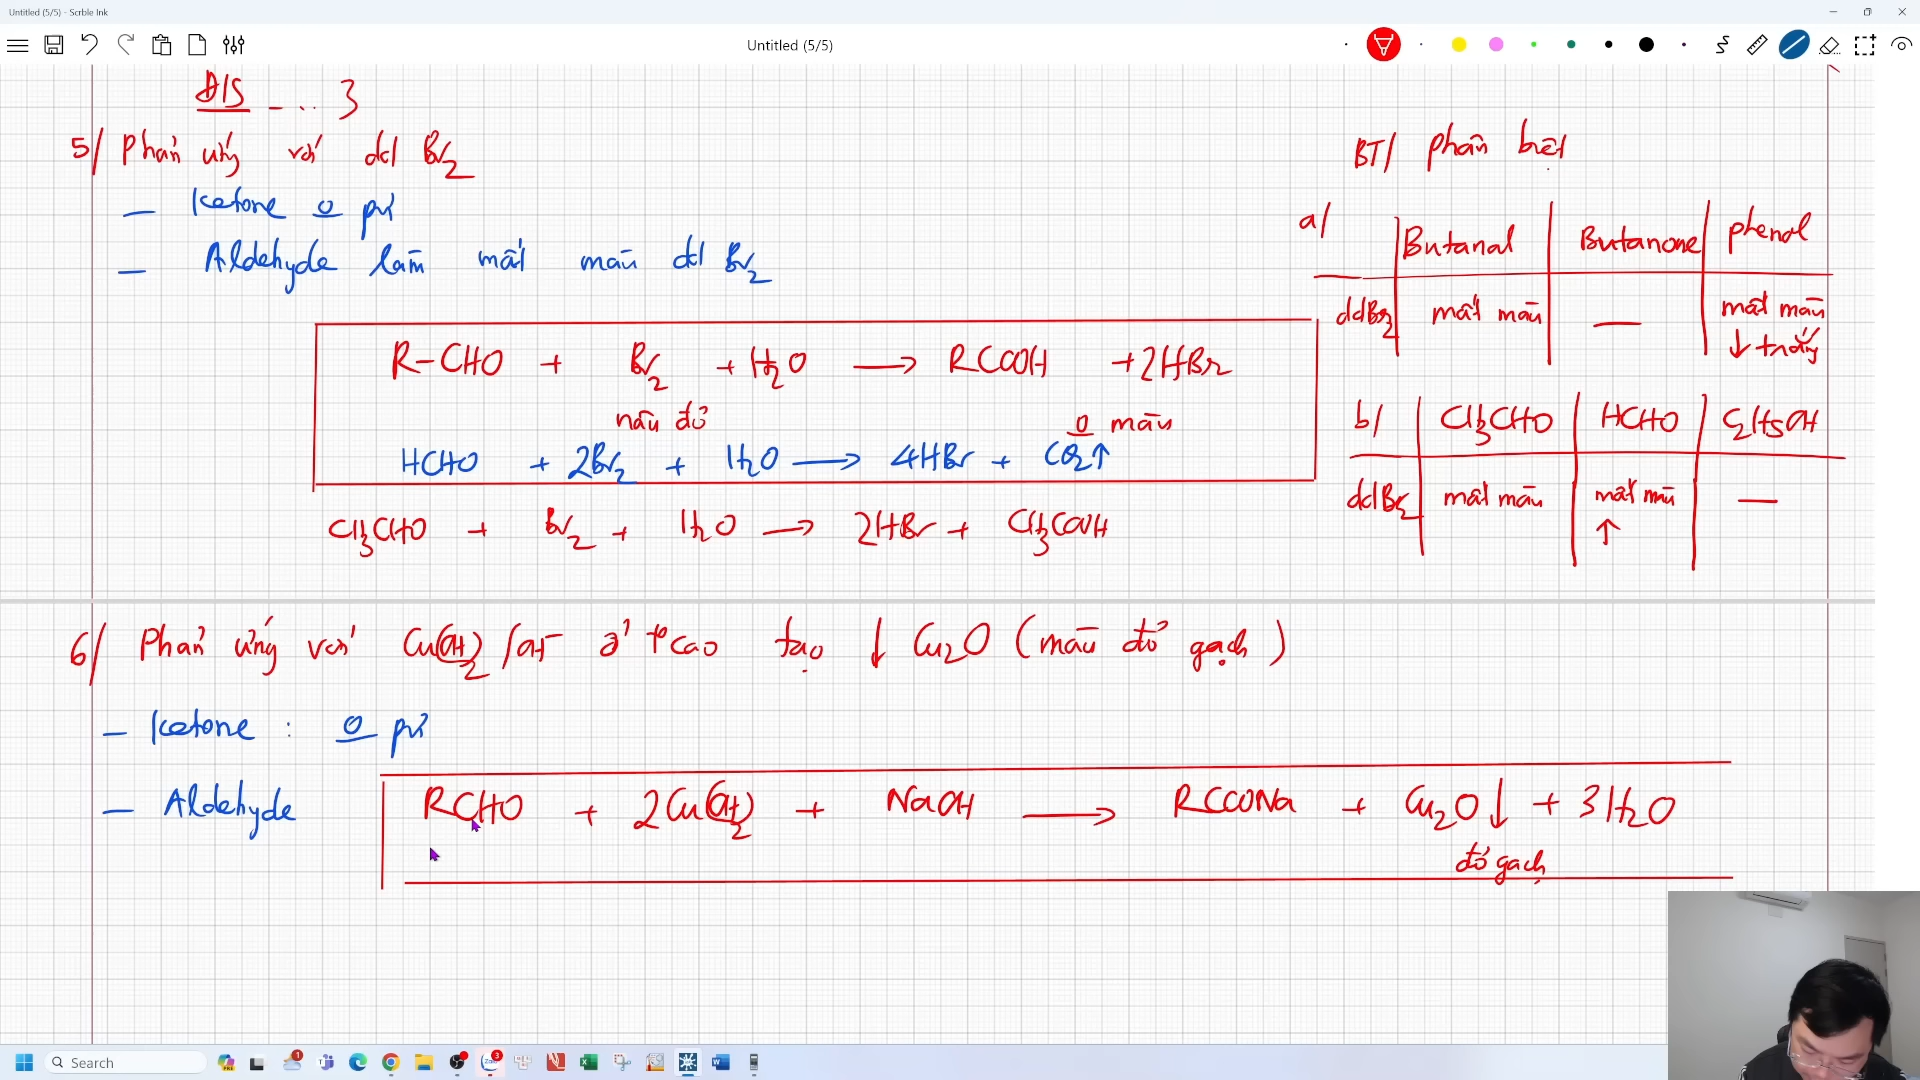 Untitled (5/5) - Scrble Ink
Untitled (5/5)
ĐIS - ... 3
5/ Phản ứng với dd Br2
— Ketone 0 pứ
— Aldehyde làm mất màu dd Br2
R-CHO + Br2 + H2O ⟶ RCOOH + 2HBr
nâu đỏ 0 màu
HCHO + 2Br2 + H2O ⟶ 4HBr + CO2↑
CH3CHO + Br2 + H2O ⟶ 2HBr + CH3COOH
BT/ phân biệt
a/ Butanal Butanone phenol
ddBr2 mất màu — mất màu
↓ trắng
b/ CH3CHO HCHO C2H5OH
ddBr2 mất màu mất màu —
↑
6/ Phản ứng với Cu(OH)2/OH- ở t°cao tạo ↓ Cu2O (màu đỏ gạch)
— Ketone : 0 pứ
— Aldehyde RCHO + 2Cu(OH)2 + NaOH ⟶ RCOONa + Cu2O↓ + 3H2O
đỏ gạch
Search